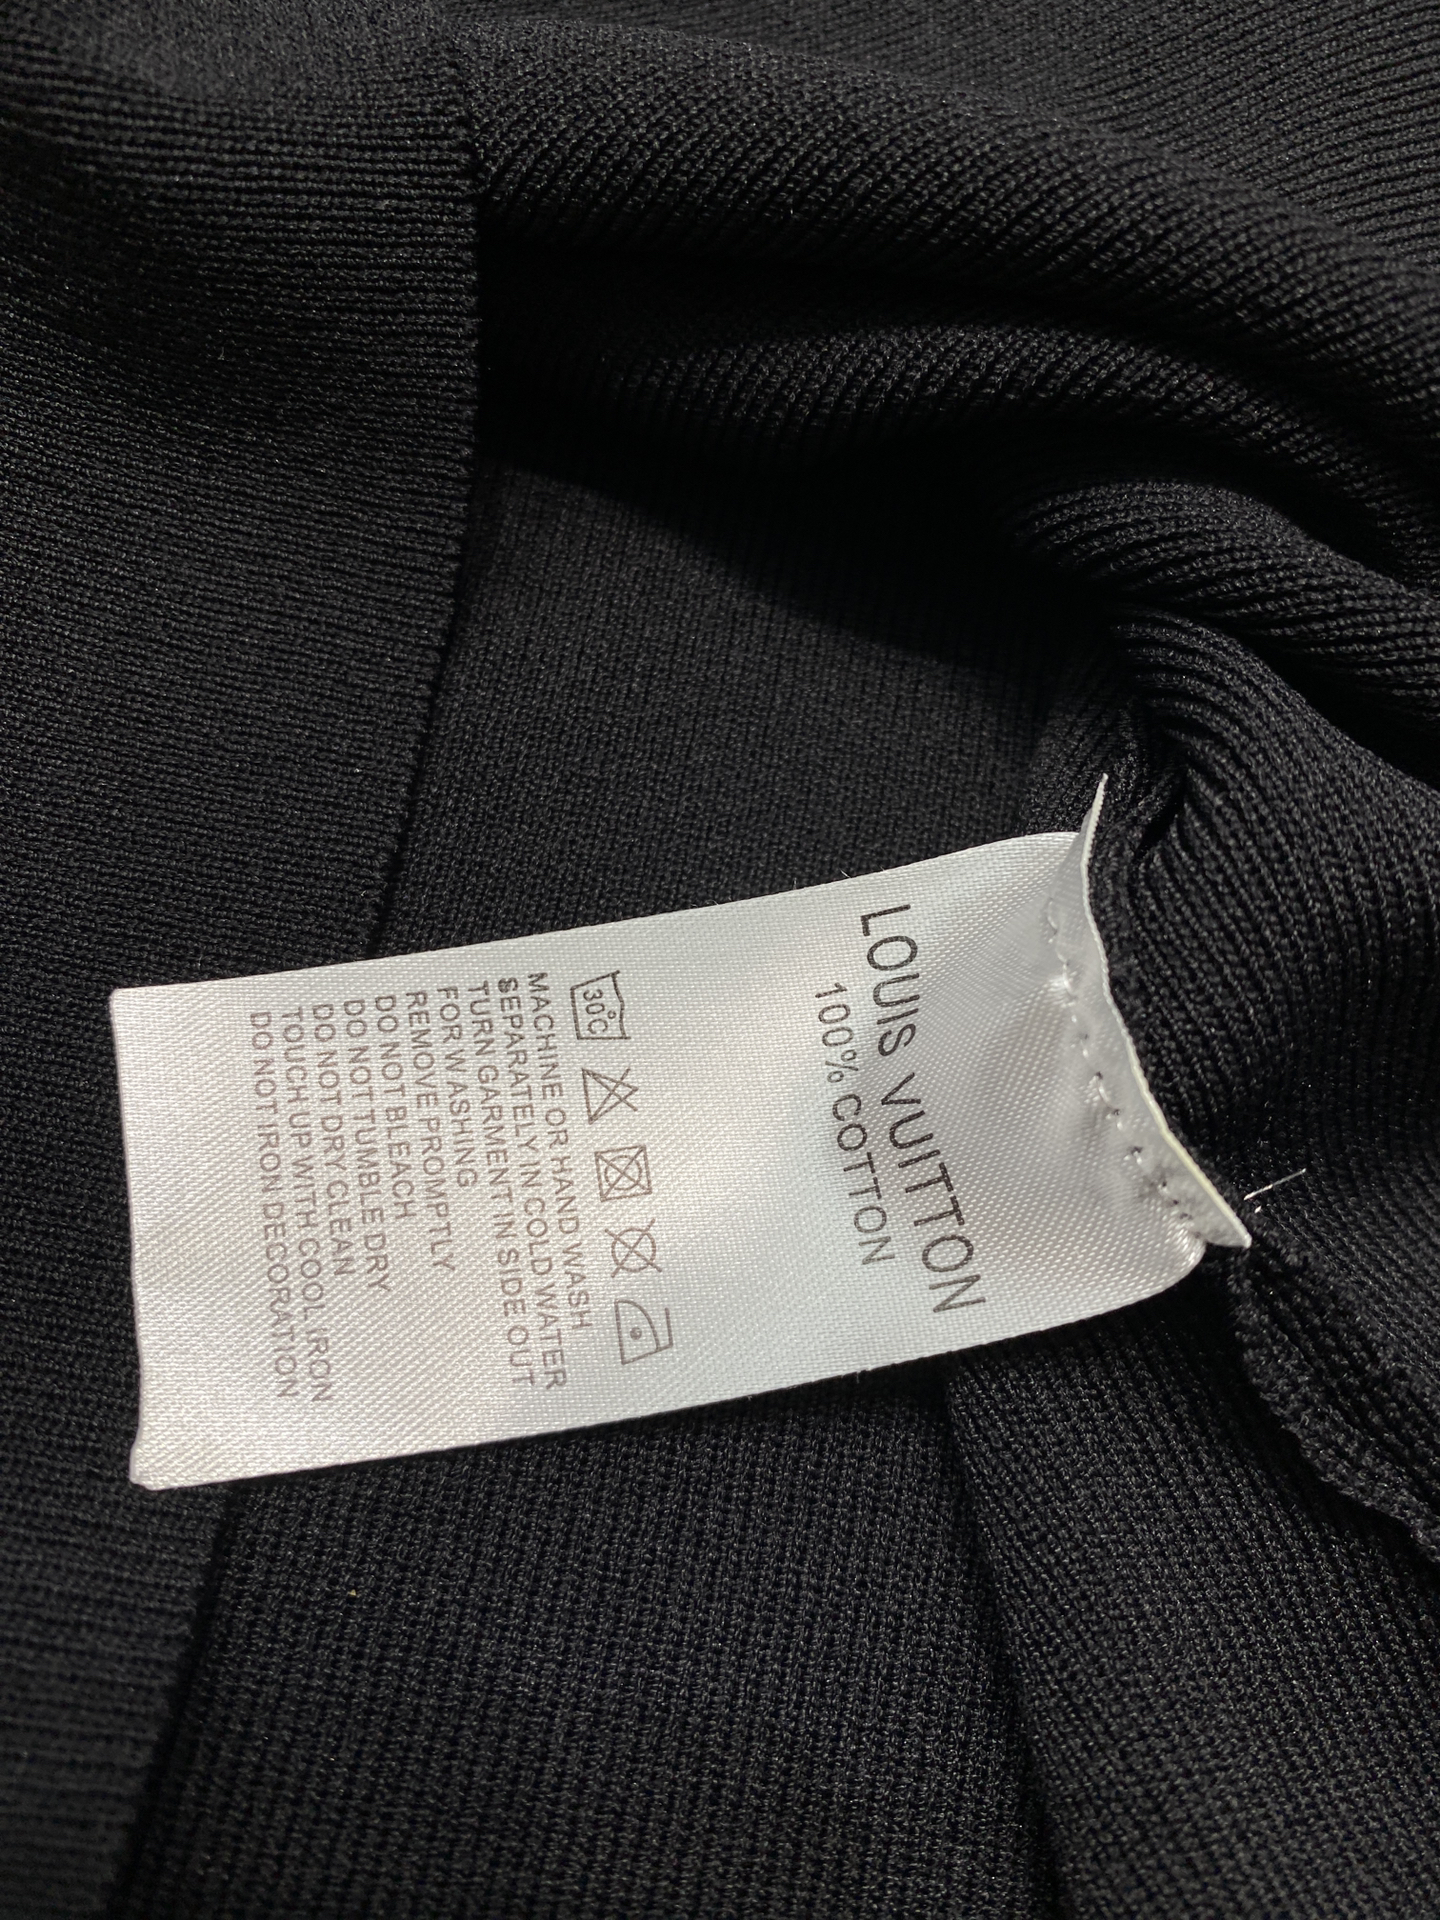 LOUIS VUITTON
100% COTTON
30°C
MACHINE OR HAND WASH
SEPARATELY IN COLD WATER
TURN GARMENT IN SIDE OUT
FOR WASHING
REMOVE PROMPTLY
DO NOT BLEACH
DO NOT TUMBLE DRY
DO NOT DRY CLEAN
TOUCH UP WITH COOL IRON
DO NOT IRON DECORATION